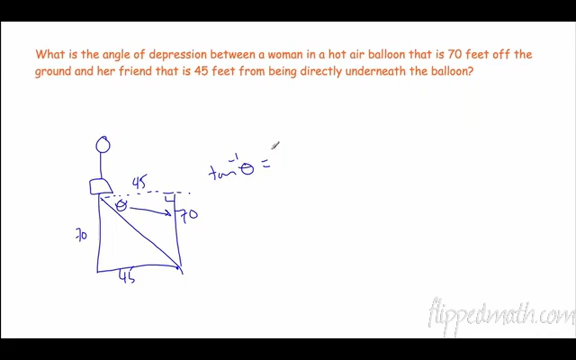 What is the angle of depression between a woman in a hot air balloon that is 70 feet off the
ground and her friend that is 45 feet from being directly underneath the balloon?
tan⁻¹ θ =
45
θ
70
70
45
flippedmath.com